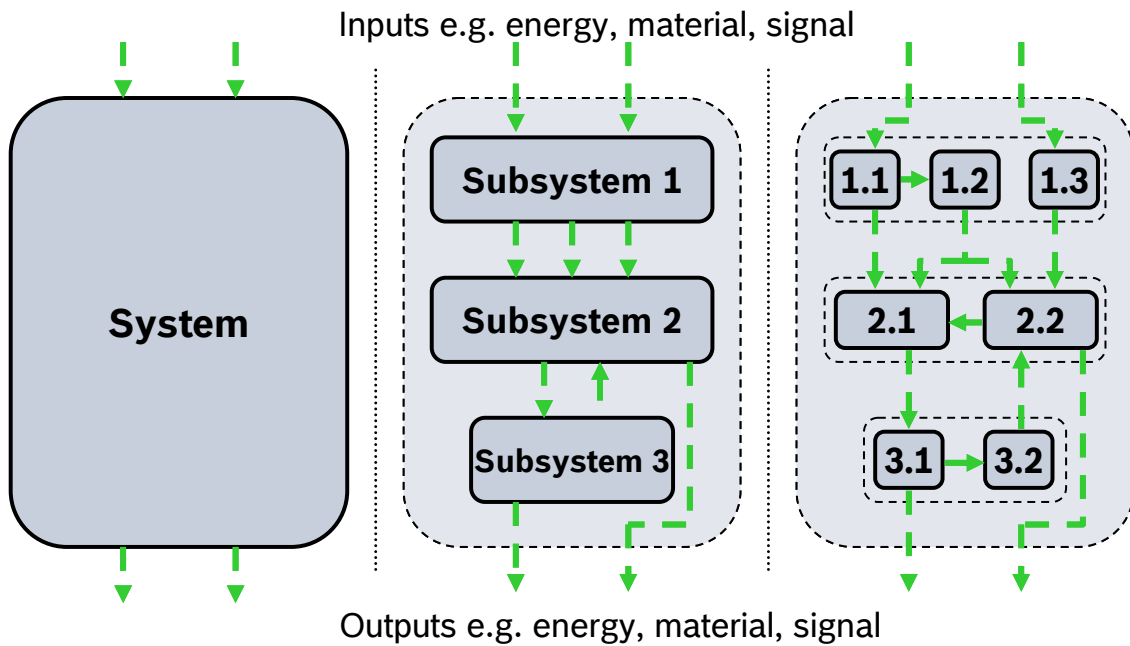 Inputs e.g. energy, material, signal
System
Subsystem 1
Subsystem 2
Subsystem 3
1.1
1.2
1.3
2.1
2.2
3.1
3.2
Outputs e.g. energy, material, signal